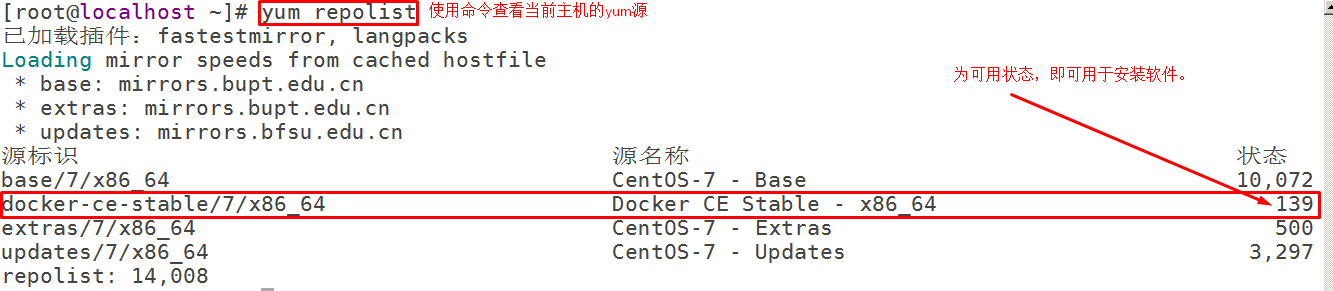 [root@localhost ~]# yum repolist 使用命令查看当前主机的yum源
已加载插件：fastestmirror, langpacks
Loading mirror speeds from cached hostfile
为可用状态，即可用于安装软件。
* base: mirrors.bupt.edu.cn
* extras: mirrors.bupt.edu.cn
* updates: mirrors.bfsu.edu.cn
源标识 源名称 状态
base/7/x86_64 CentOS-7 - Base 10,072
docker-ce-stable/7/x86_64 Docker CE Stable - x86_64 139
extras/7/x86_64 CentOS-7 - Extras 500
updates/7/x86_64 CentOS-7 - Updates 3,297
repolist: 14,008